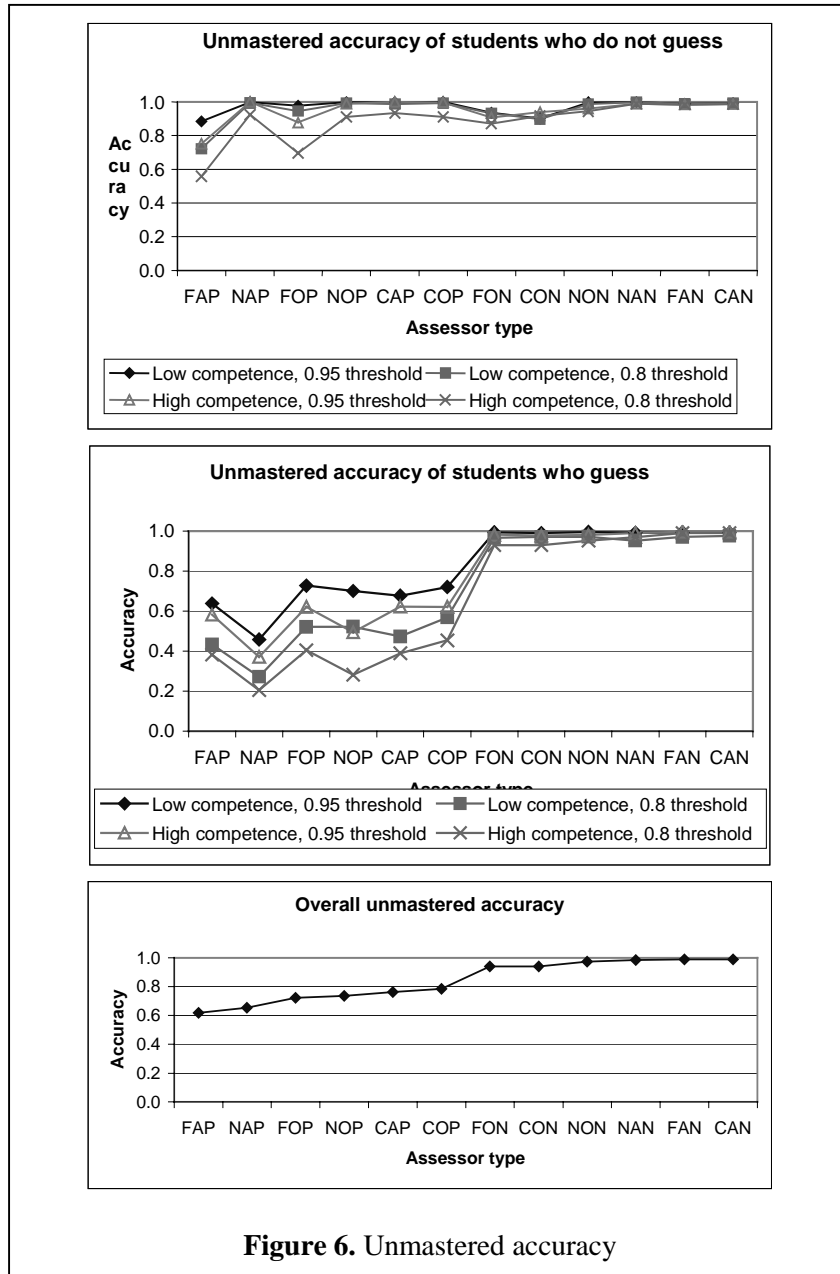 Unmastered accuracy of students who do not guess
1.0
0.8
0.6
0.4
0.2
0.0
Ac
cu
ra
cy
FAP NAP FOP NOP CAP COP FON CON NON NAN FAN CAN
Assessor type
Low competence, 0.95 threshold Low competence, 0.8 threshold
High competence, 0.95 threshold High competence, 0.8 threshold
Unmastered accuracy of students who guess
1.0
0.8
0.6
0.4
0.2
0.0
Accuracy
FAP NAP FOP NOP CAP COP FON CON NON NAN FAN CAN
Assessor type
Low competence, 0.95 threshold Low competence, 0.8 threshold
High competence, 0.95 threshold High competence, 0.8 threshold
Overall unmastered accuracy
1.0
0.8
0.6
0.4
0.2
0.0
Accuracy
FAP NAP FOP NOP CAP COP FON CON NON NAN FAN CAN
Assessor type
Figure 6. Unmastered accuracy